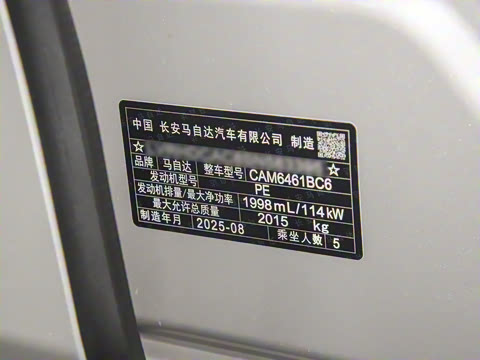 中国 长安马自达汽车有限公司 制造
☆ ☆
品牌 马自达 整车型号 CAM6461BC6
发动机型号 PE
发动机排量/最大净功率 1998mL/114kW
最大允许总质量 2015 kg
制造年月 2025-08 乘坐人数 5